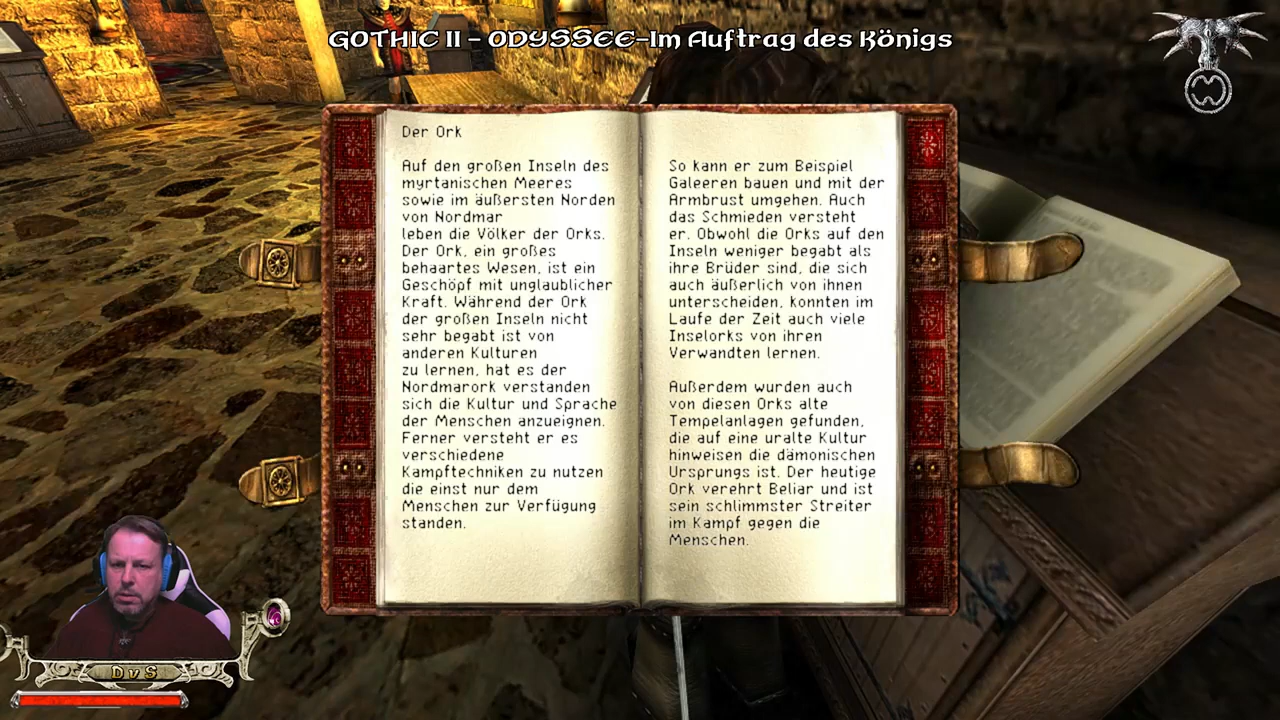 GOTHIC II - ODYSSEE-Im Auftrag des Königs
Der Ork
Auf den großen Inseln des
myrtanischen Meeres
sowie im äußersten Norden
von Nordmar
leben die Völker der Orks.
Der Ork, ein großes
behaartes Wesen, ist ein
Geschöpf mit unglaublicher
Kraft. Während der Ork
der großen Inseln nicht
sehr begabt ist von
anderen Kulturen
zu lernen, hat es der
Nordmarork verstanden
sich die Kultur und Sprache
der Menschen anzueignen.
Ferner versteht er es
verschiedene
Kampftechniken zu nutzen
die einst nur dem
Menschen zur Verfügung
standen.
So kann er zum Beispiel
Galeeren bauen und mit der
Armbrust umgehen. Auch
das Schmieden versteht
er. Obwohl die Orks auf den
Inseln weniger begabt als
ihre Brüder sind, die sich
auch äußerlich von ihnen
unterscheiden, konnten im
Laufe der Zeit auch viele
Inselorks von ihren
Verwandten lernen.
Außerdem wurden auch
von diesen Orks alte
Tempelanlagen gefunden,
die auf eine uralte Kultur
hinweisen die dämonischen
Ursprungs ist. Der heutige
Ork verehrt Beliar und ist
sein schlimmster Streiter
im Kampf gegen die
Menschen.
DvS